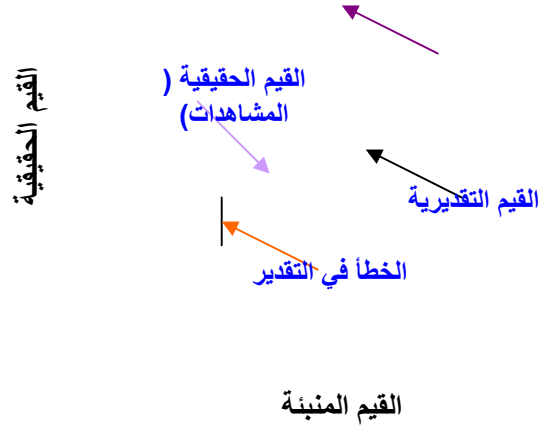 القيم الحقيقية (
المشاهدات)
القيم الحقيقية
القيم التقديرية
الخطأ في التقدير
القيم المنبئة